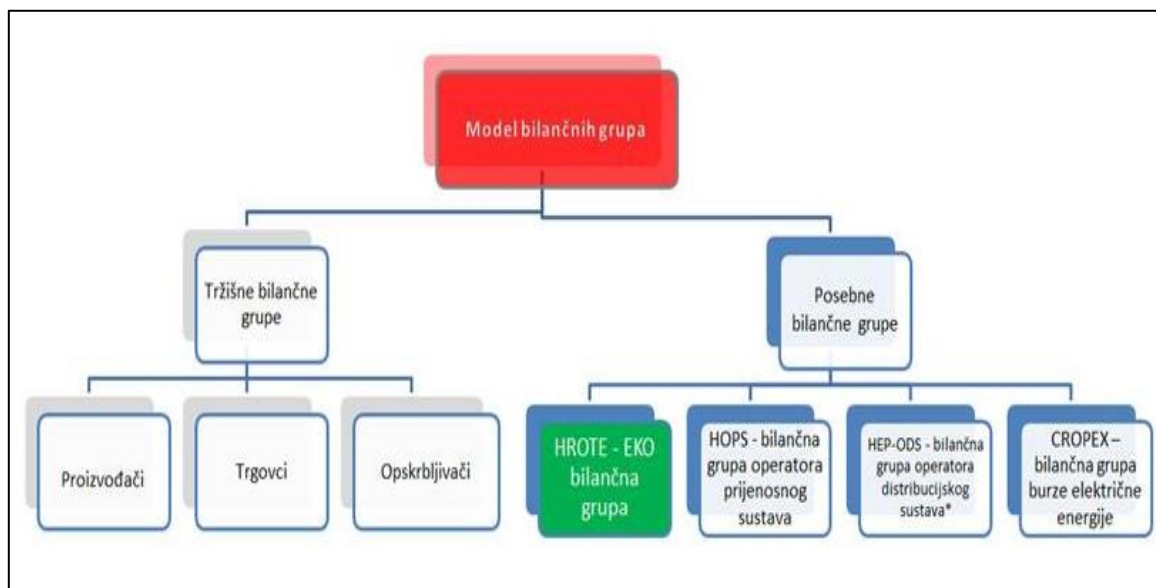 Model bilančnih grupa
Tržišne bilančne
grupe
Posebne
bilančne grupe
Proizvođači
Trgovci
Opskrbljivači
HROTE - EKO
bilančna
grupa
HOPS - bilančna
grupa operatora
prijenosnog
sustava
HEP-ODS - bilančna
grupa operatora
distribucijskog
sustava*
CROPEX –
bilančna grupa
burze električne
energije